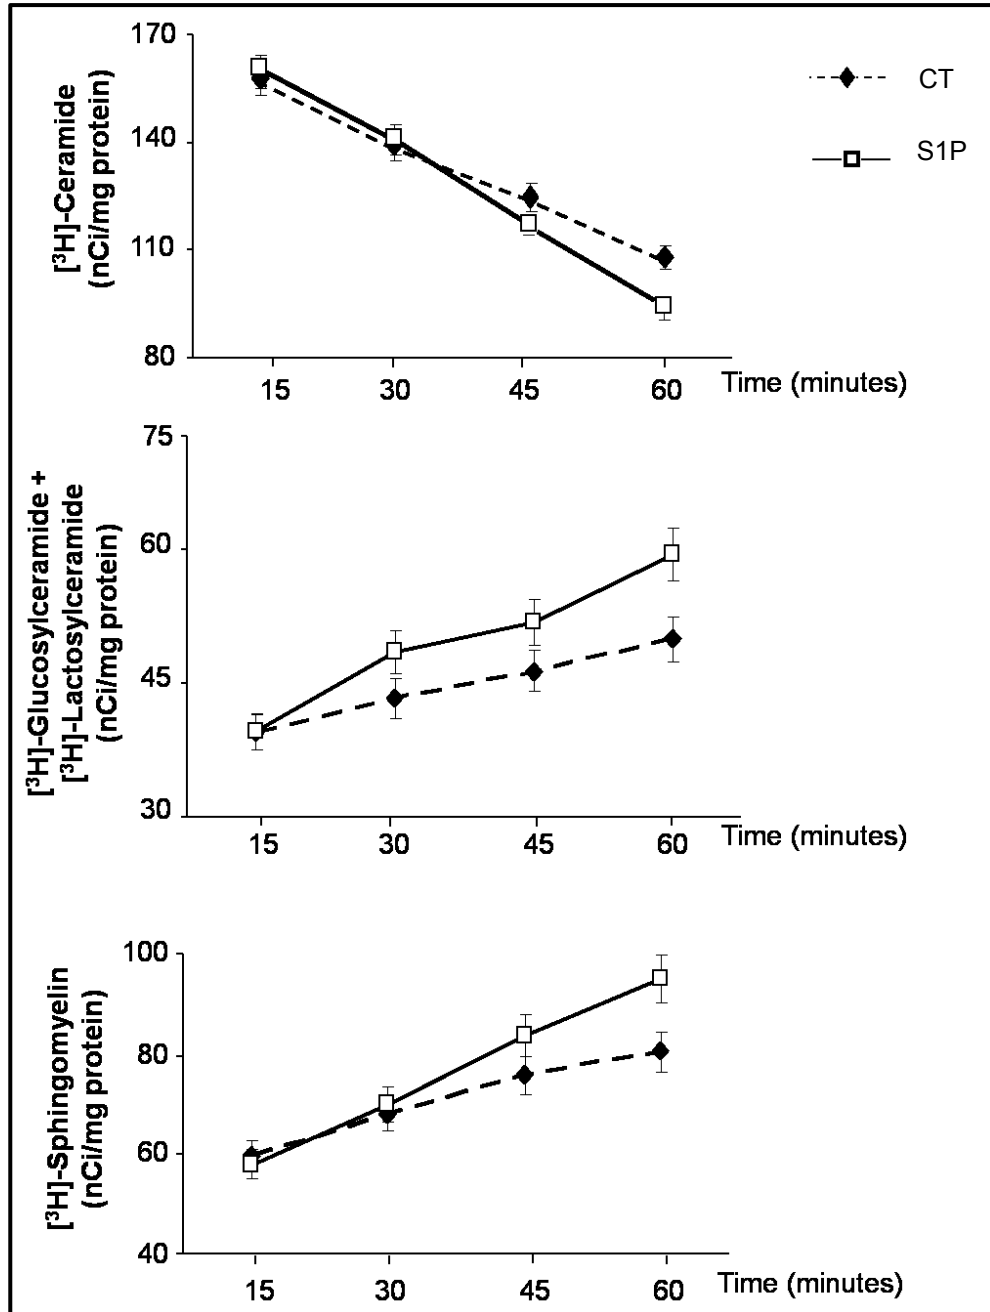 170
140
110
80
[³H]-Ceramide
(nCi/mg protein)
CT
S1P
15 30 45 60 Time (minutes)
75
60
45
30
[³H]-Glucosylceramide +
[³H]-Lactosylceramide
(nCi/mg protein)
15 30 45 60 Time (minutes)
100
80
60
40
[³H]-Sphingomyelin
(nCi/mg protein)
15 30 45 60 Time (minutes)